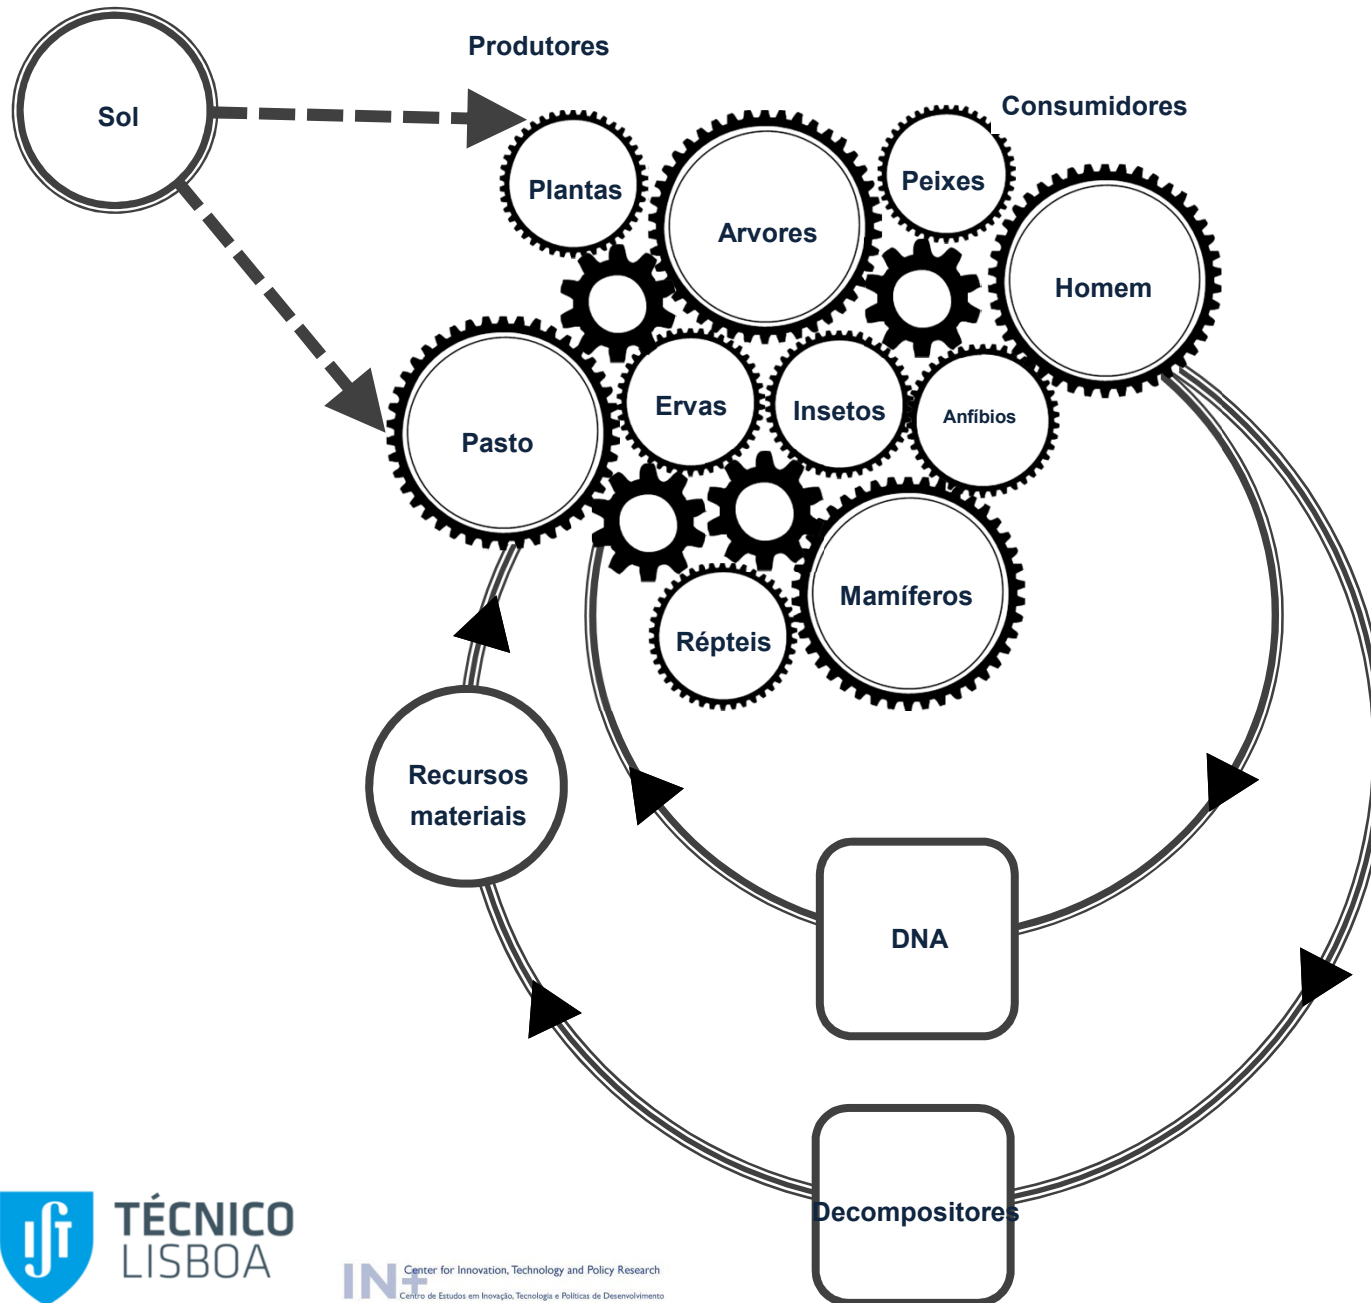 Produtores
Sol
Consumidores
Plantas
Arvores
Peixes
Homem
Pasto
Ervas
Insetos
Anfíbios
Mamíferos
Répteis
Recursos
materiais
DNA
Decompositores
TÉCNICO
LISBOA
IN+
Center for Innovation, Technology and Policy Research
Centro de Estudos em Inovação, Tecnologia e Políticas de Desenvolvimento